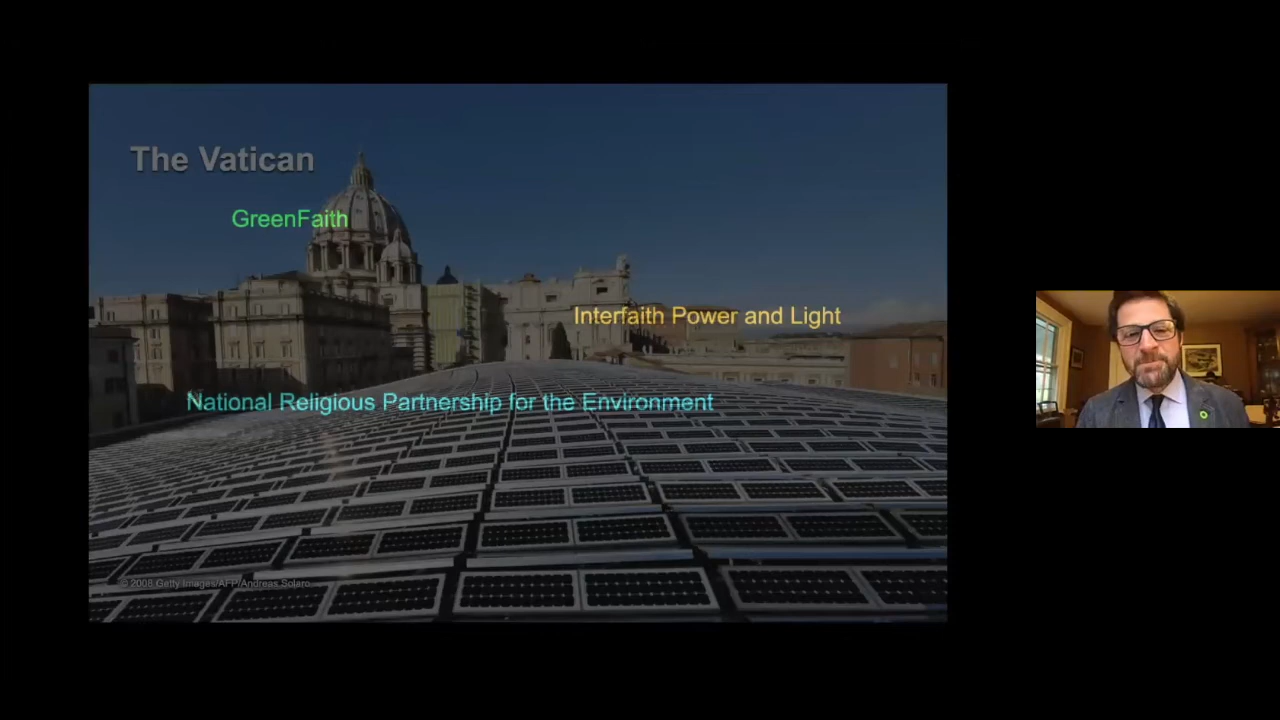 The Vatican
GreenFaith
Interfaith Power and Light
National Religious Partnership for the Environment
© 2008 Getty Images/AFP/Andreas Solaro